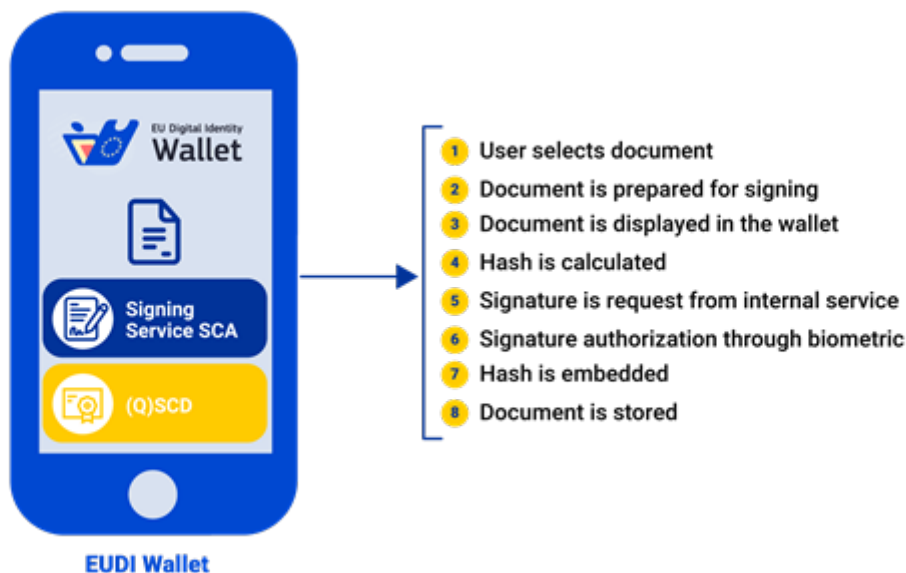 EU Digital Identity
Wallet
Signing
Service SCA
(Q)SCD
EUDI Wallet
1 User selects document
2 Document is prepared for signing
3 Document is displayed in the wallet
4 Hash is calculated
5 Signature is request from internal service
6 Signature authorization through biometric
7 Hash is embedded
8 Document is stored